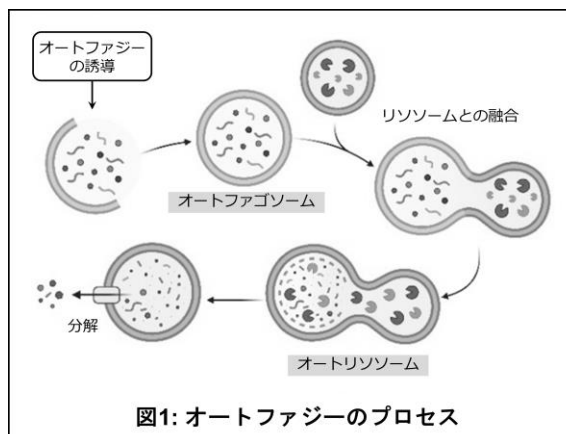 オートファジー
の誘導
リソソームとの融合
オートファゴソーム
分解
オートリソソーム
図1: オートファジーのプロセス